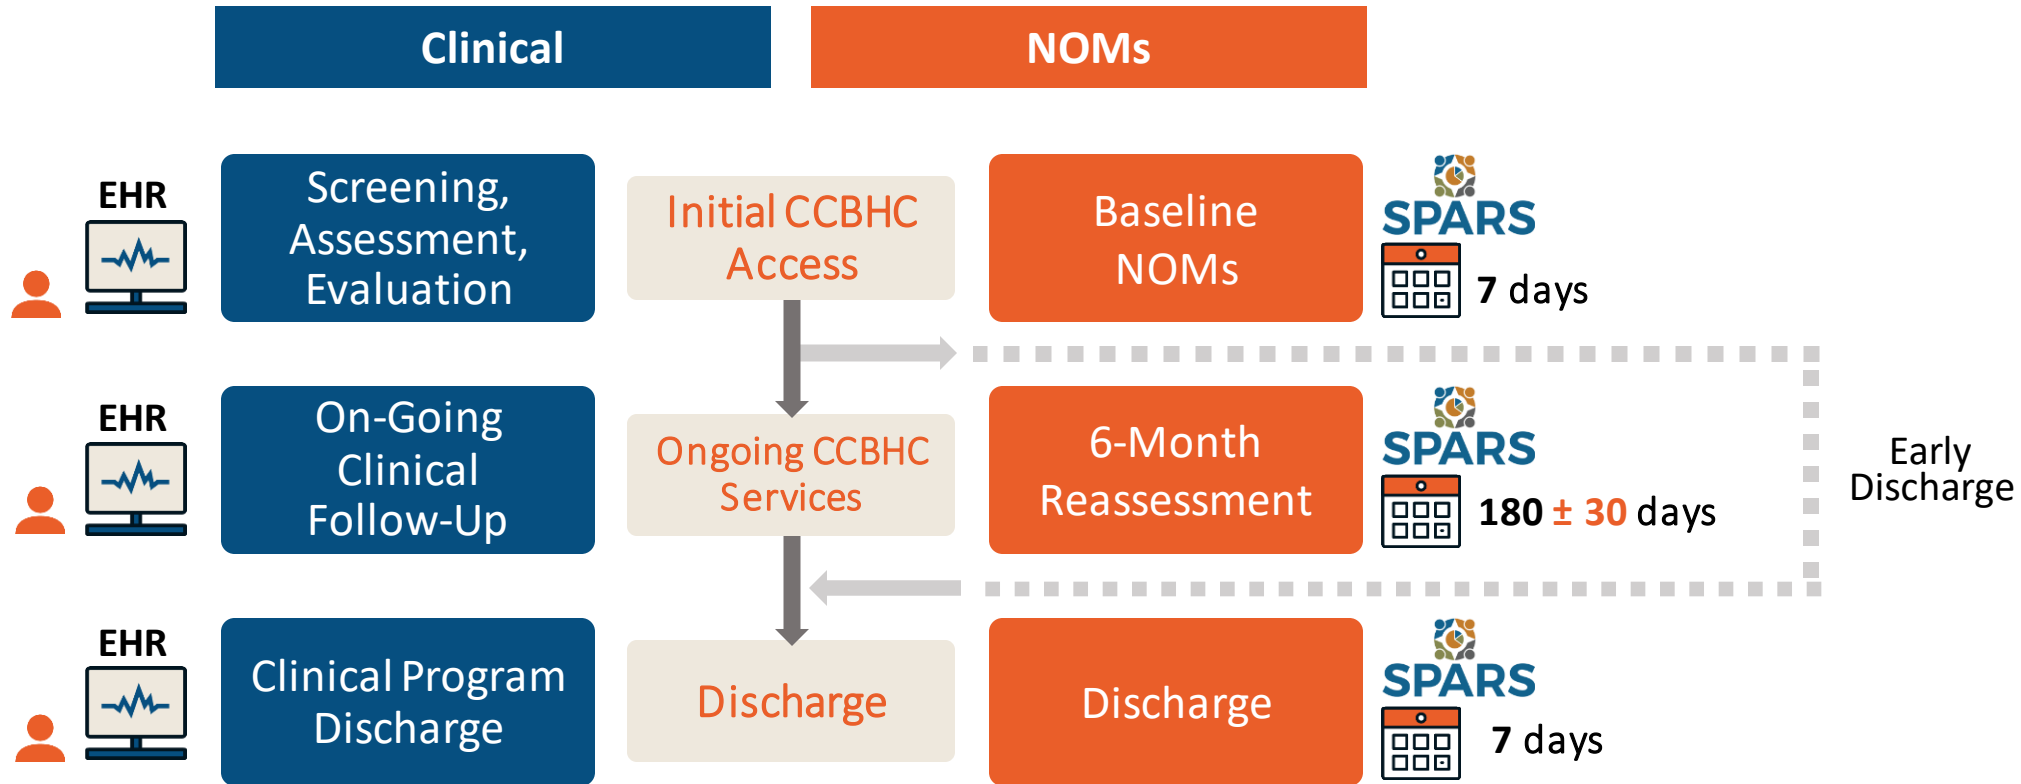 Clinical
NOMs
EHR
Screening,
Assessment,
Evaluation
Initial CCBHC
Access
Baseline
NOMs
SPARS
7 days
EHR
On-Going
Clinical
Follow-Up
Ongoing CCBHC
Services
6-Month
Reassessment
SPARS
180 ± 30 days
Early
Discharge
EHR
Clinical Program
Discharge
Discharge
Discharge
SPARS
7 days